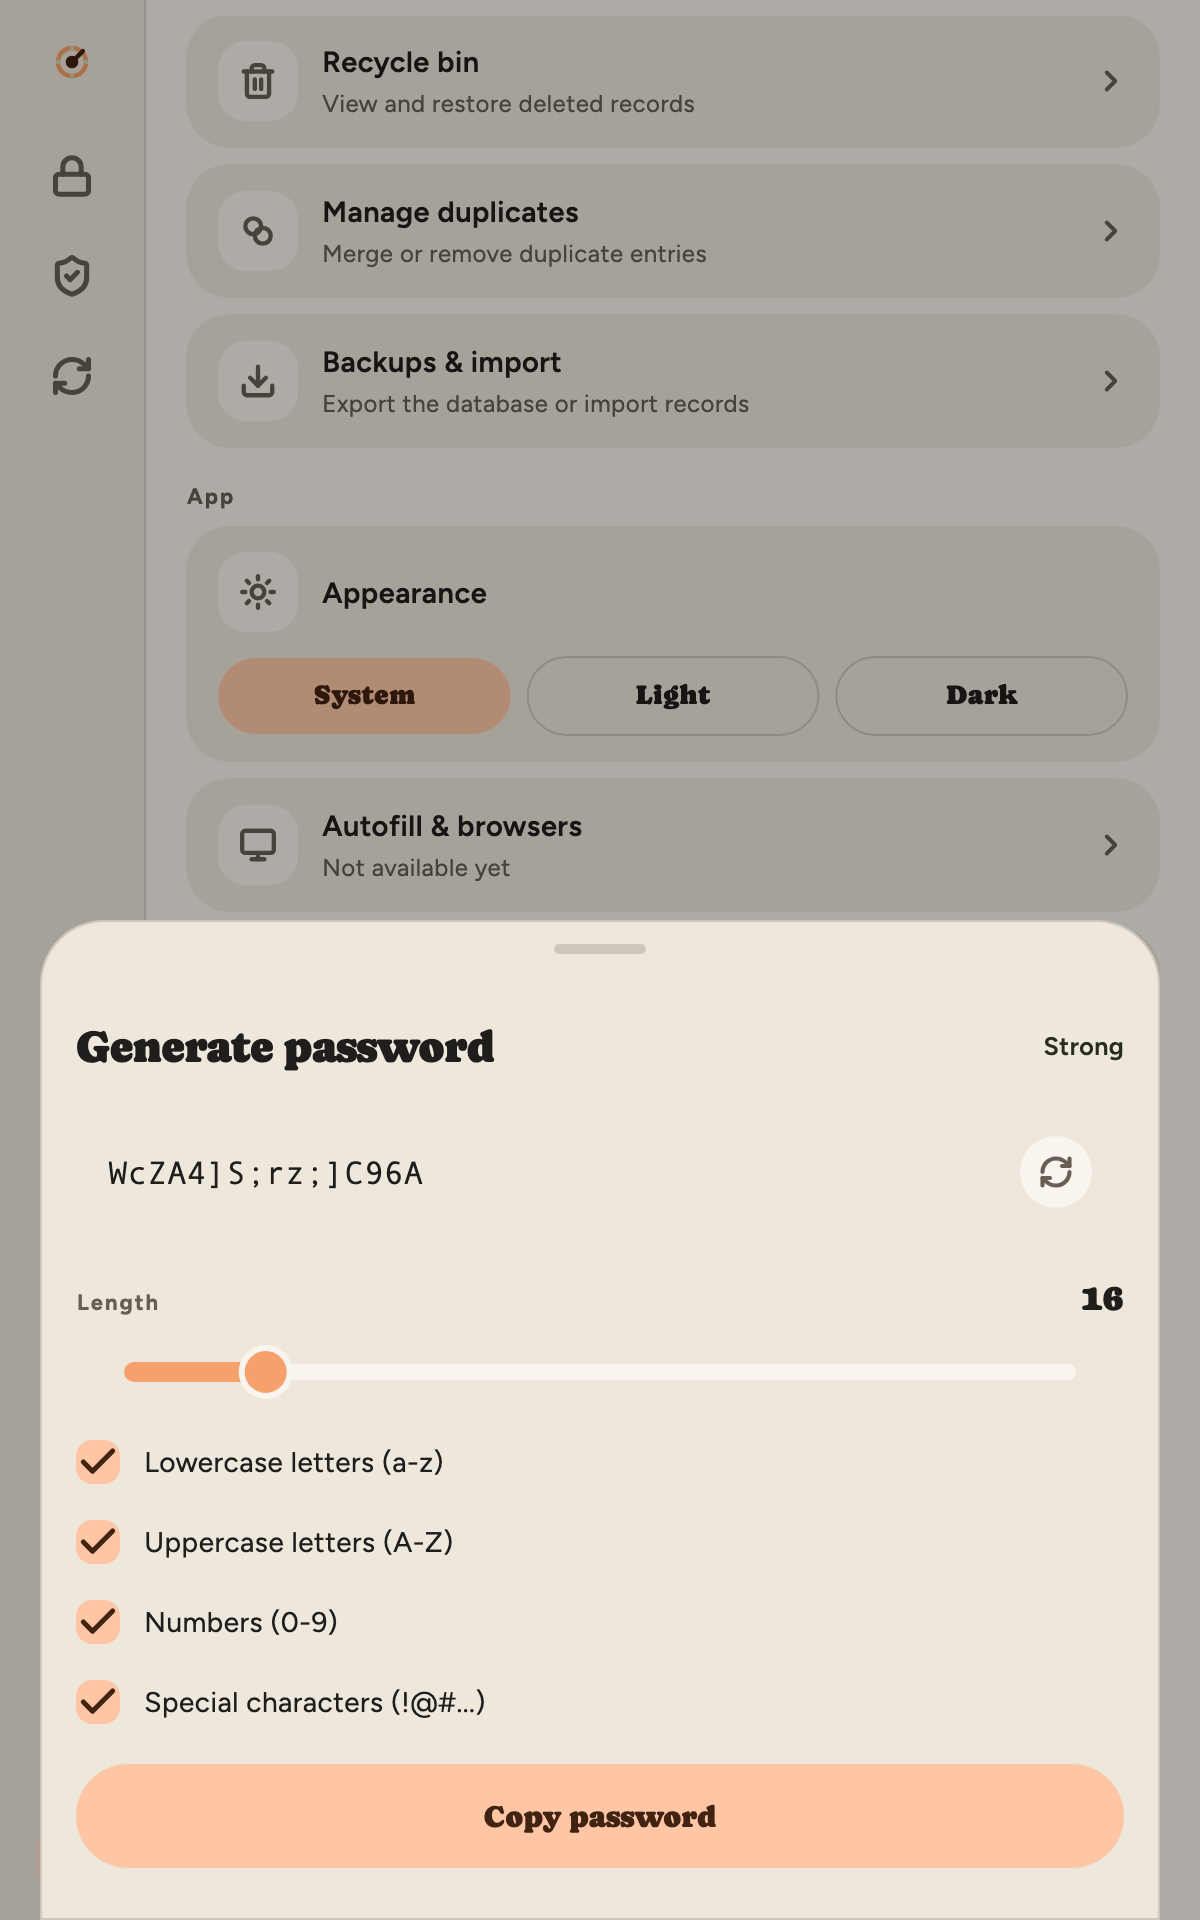 Recycle bin
View and restore deleted records
Manage duplicates
Merge or remove duplicate entries
Backups & import
Export the database or import records
App
Appearance
System
Light
Dark
Autofill & browsers
Not available yet
Generate password
Strong
WcZA4]S;rz;]C96A
Length
16
Lowercase letters (a-z)
Uppercase letters (A-Z)
Numbers (0-9)
Special characters (!@#...)
Copy password